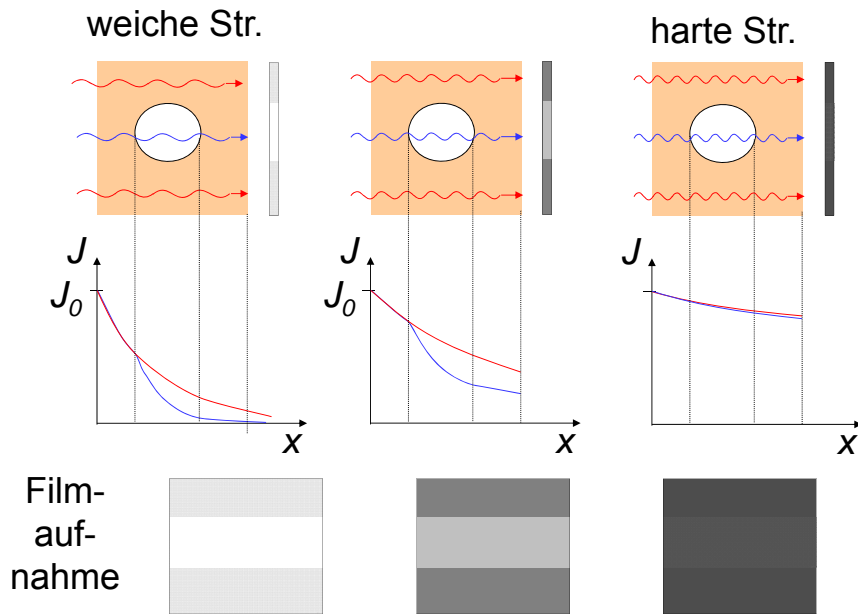 weiche Str.
harte Str.
J
J0
x
J
J0
x
J
x
Film-
auf-
nahme